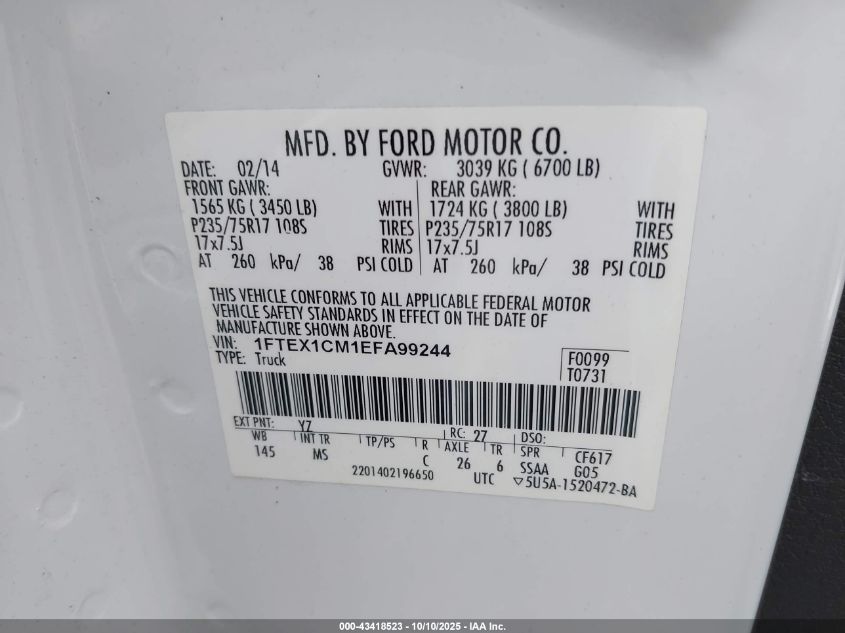 MFD. BY FORD MOTOR CO.
DATE: 02/14 GVWR: 3039 KG ( 6700 LB)
FRONT GAWR: REAR GAWR:
1565 KG ( 3450 LB) WITH 1724 KG ( 3800 LB) WITH
P235/75R17 108S TIRES P235/75R17 108S TIRES
17x7.5J RIMS 17x7.5J RIMS
AT 260 kPa/ 38 PSI COLD AT 260 kPa/ 38 PSI COLD
THIS VEHICLE CONFORMS TO ALL APPLICABLE FEDERAL MOTOR
VEHICLE SAFETY STANDARDS IN EFFECT ON THE DATE OF
MANUFACTURE SHOWN ABOVE.
VIN: 1FTEX1CM1EFA99244
TYPE: Truck
F0099
T0731
EXT PNT: YZ RC: 27 DSO:
WB INT TR TP/PS R AXLE TR SPR CF617
145 MS C 26 6 SSAA G05
2201402196650 UTC ▽5U5A-1520472-BA
000-43418523 - 10/10/2025 - IAA Inc.